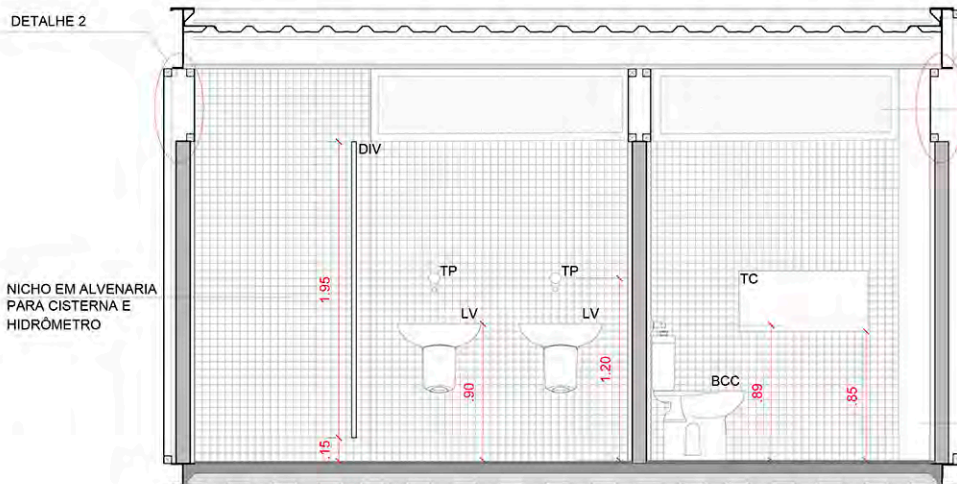 DETALHE 2
DIV
NICHO EM ALVENARIA
PARA CISTERNA E
HIDRÔMETRO
1.95
TP
TP
LV
LV
TC
BCC
.90
1.20
.89
.85
.15